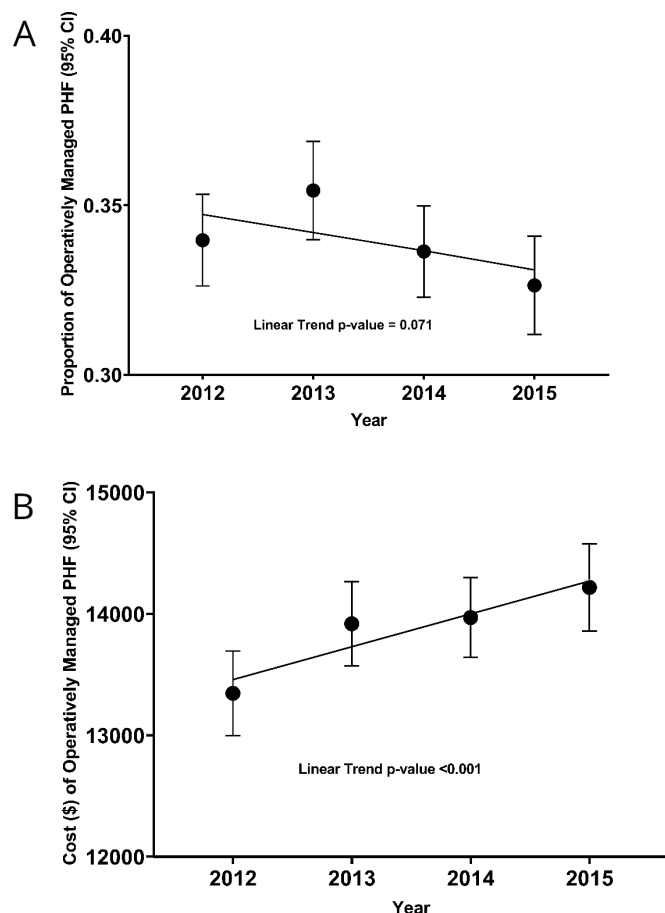 A
Proportion of Operatively Managed PHF (95% CI)
0.40
0.35
0.30
Linear Trend p-value = 0.071
2012 2013 2014 2015
Year
B
Cost ($) of Operatively Managed PHF (95% CI)
15000
14000
13000
12000
Linear Trend p-value <0.001
2012 2013 2014 2015
Year